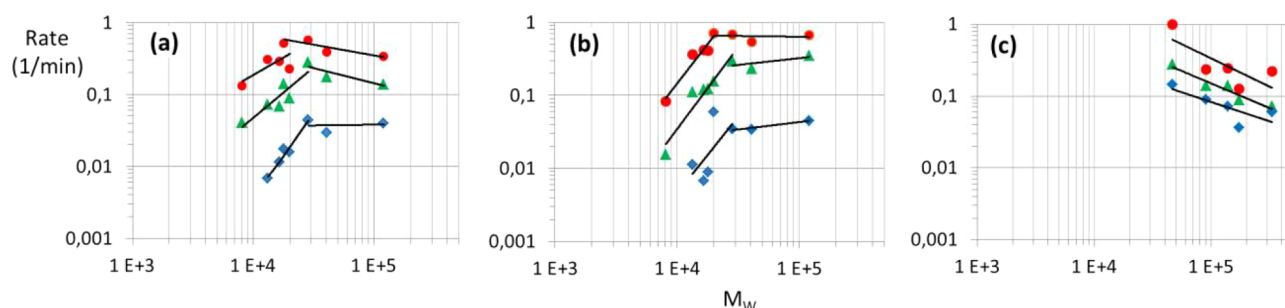 Rate
(1/min)
1
0,1
0,01
0,001
1 E+3
1 E+4
1 E+5
(a)
1
0,1
0,01
0,001
1 E+3
1 E+4
1 E+5
(b)
1
0,1
0,01
0,001
1 E+3
1 E+4
1 E+5
(c)
Mw